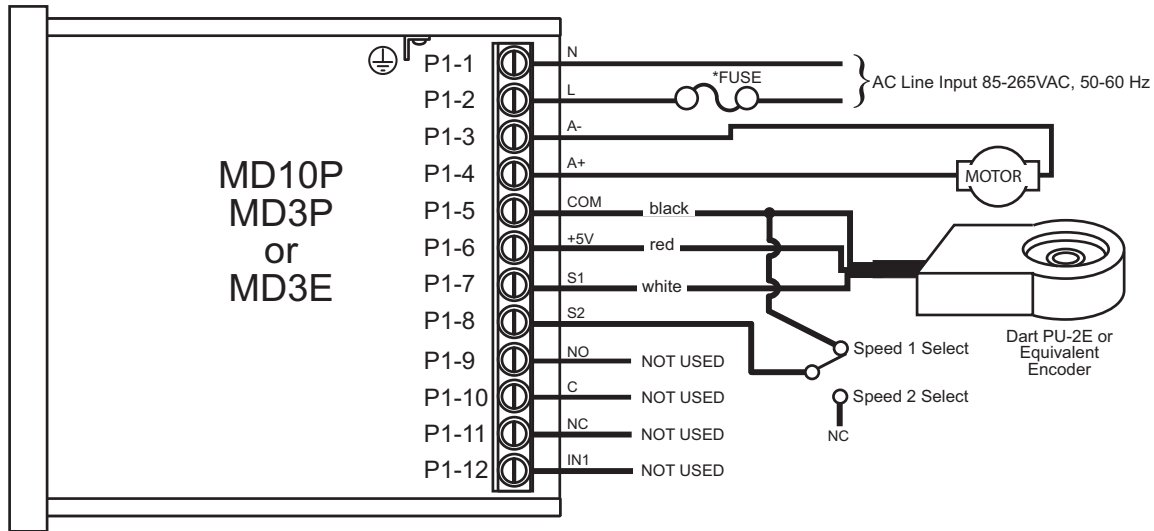 P1-1 N
*FUSE
P1-2 L
AC Line Input 85-265VAC, 50-60 Hz
P1-3 A-
P1-4 A+
MOTOR
MD10P
MD3P
or
MD3E
P1-5 COM black
P1-6 +5V red
P1-7 S1 white
P1-8 S2
P1-9 NO NOT USED
P1-10 C NOT USED
P1-11 NC NOT USED
P1-12 IN1 NOT USED
Speed 1 Select
Speed 2 Select
NC
Dart PU-2E or
Equivalent
Encoder